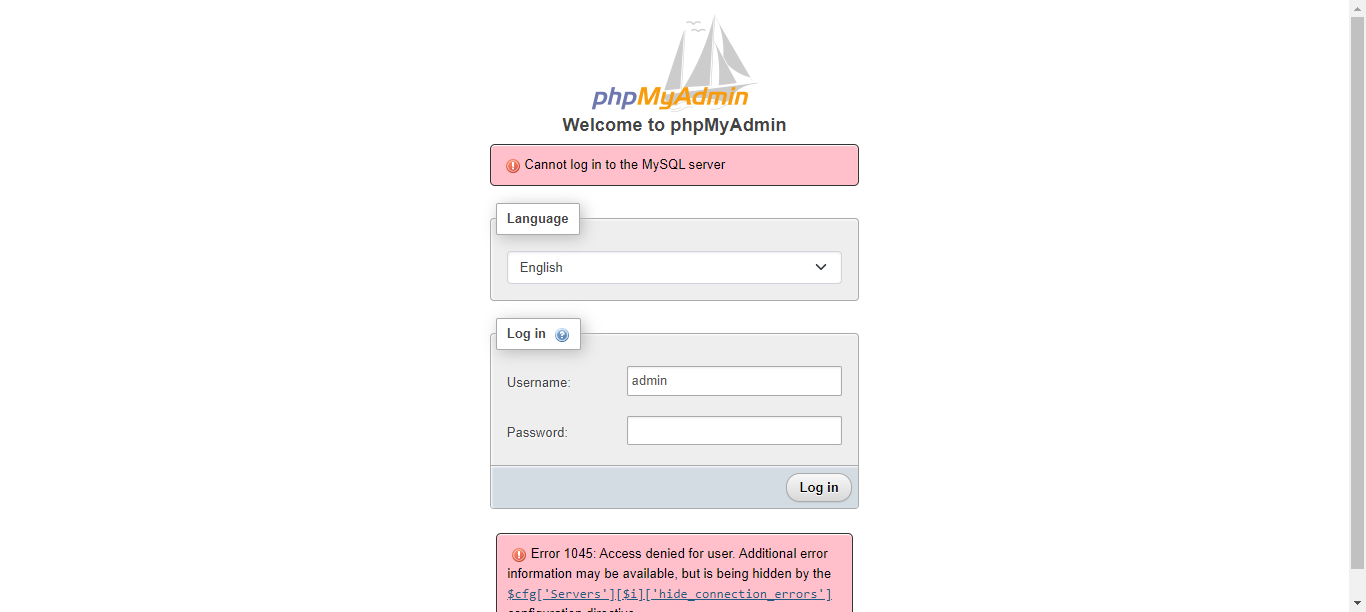 phpMyAdmin
Welcome to phpMyAdmin
Cannot log in to the MySQL server
Language
English
Log in
Username:
admin
Password:
Log in
Error 1045: Access denied for user. Additional error
information may be available, but is being hidden by the
$cfg['Servers'][$i]['hide_connection_errors']
configuration directive.